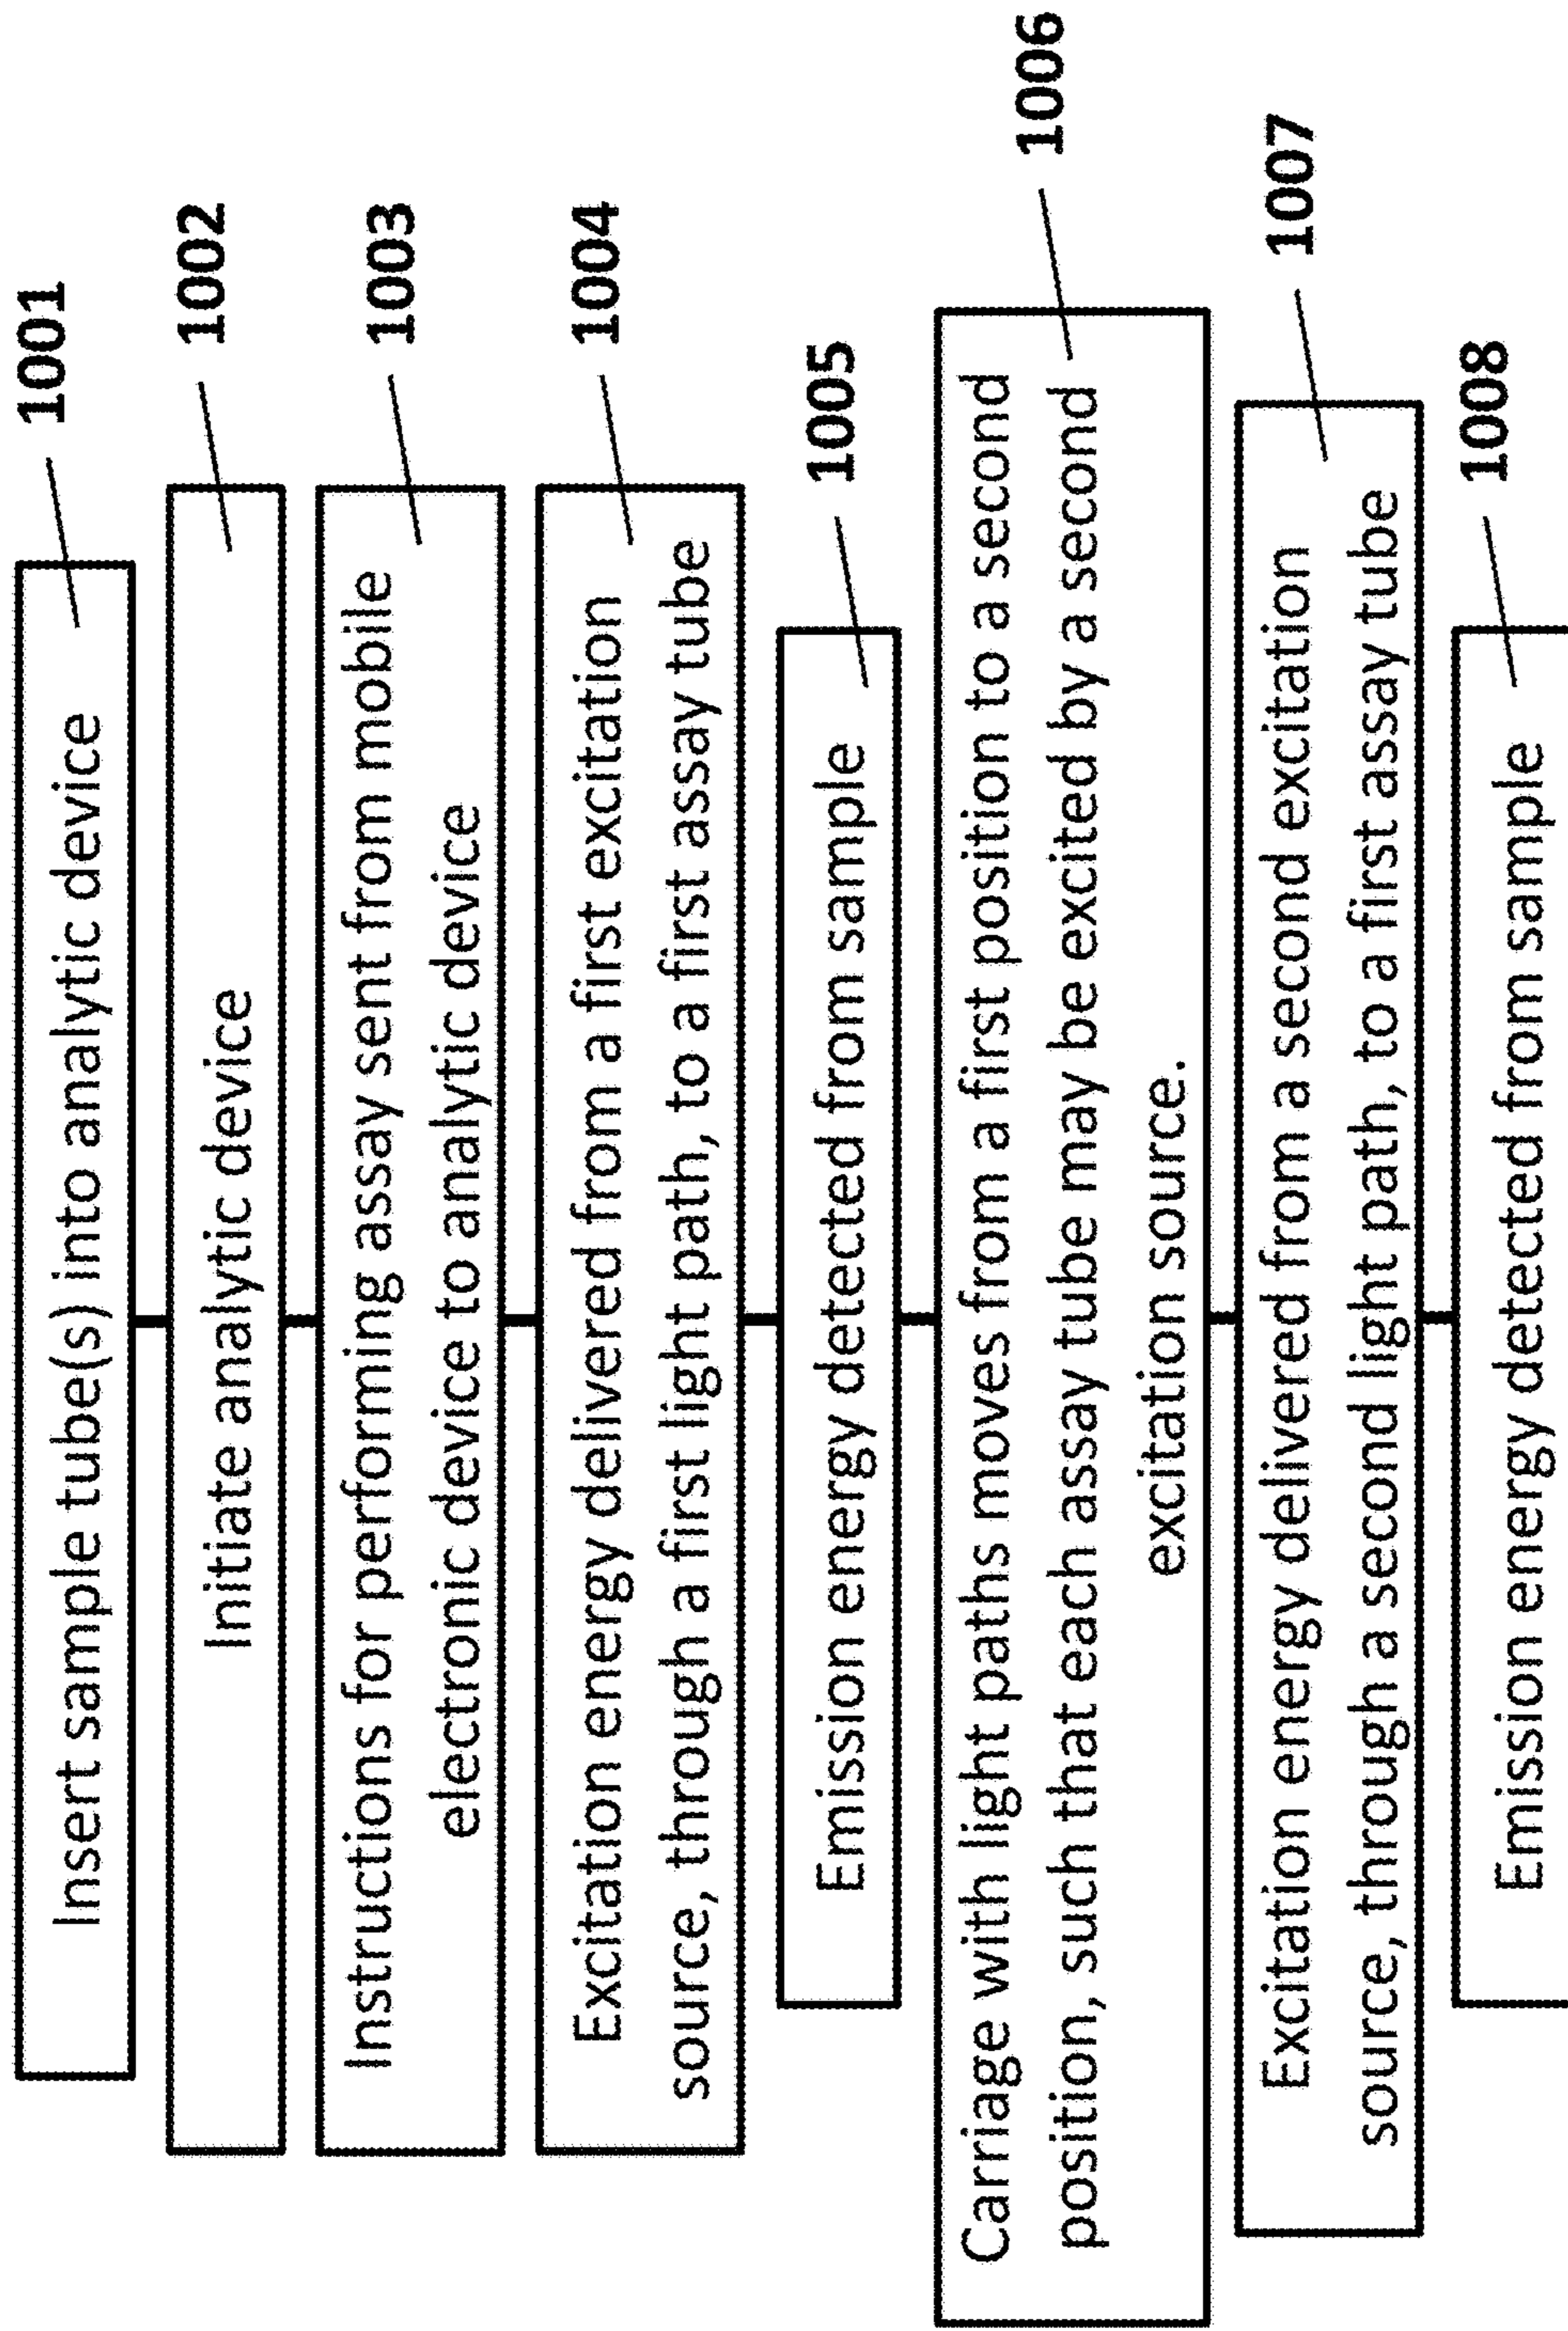 1001
Insert sample tube(s) into analytic device
1002
Initiate analytic device
1003
Instructions for performing assay sent from mobile
electronic device to analytic device
1004
Excitation energy delivered from a first excitation
source, through a first light path, to a first assay tube
1005
Emission energy detected from sample
1006
Carriage with light paths moves from a first position to a second
position, such that each assay tube may be excited by a second
excitation source.
1007
Excitation energy delivered from a second excitation
source, through a second light path, to a first assay tube
1008
Emission energy detected from sample